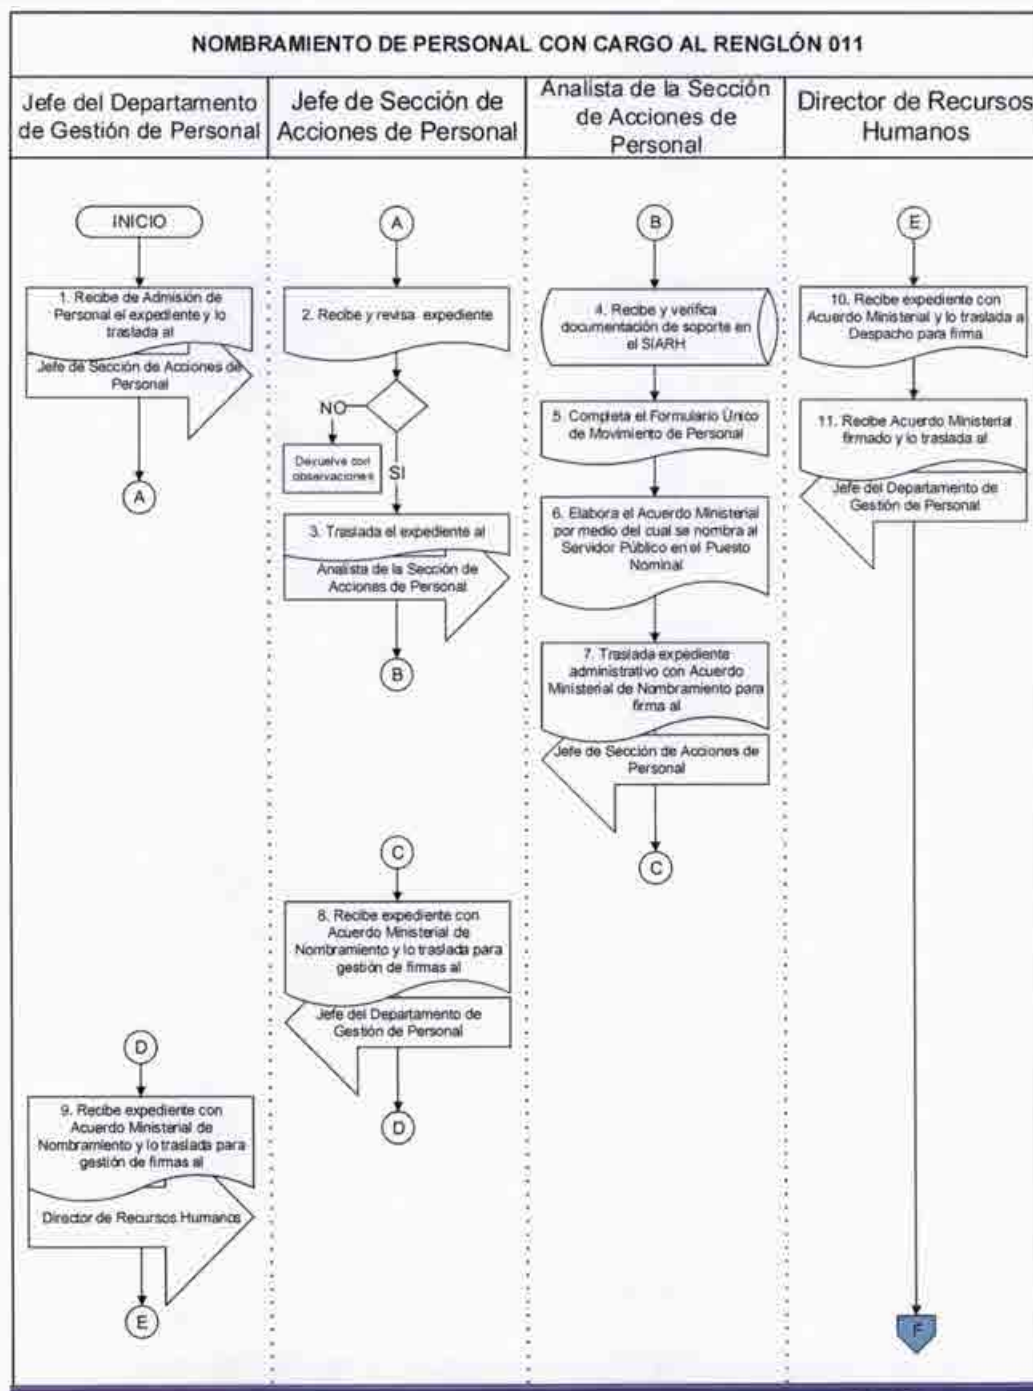 NOMBRAMIENTO DE PERSONAL CON CARGO AL RENGLÓN 011
Jefe del Departamento
de Gestión de Personal
Jefe de Sección de
Acciones de Personal
Analista de la Sección
de Acciones de
Personal
Director de Recursos
Humanos
INICIO
1. Recibe de Admisión de
Personal el expediente y lo
traslada al
Jefe de Sección de Acciones de
Personal
A
D
9. Recibe expediente con
Acuerdo Ministerial de
Nombramiento y lo traslada para
gestión de firmas al
Director de Recursos Humanos
E
A
2. Recibe y revisa expediente
NO
Devuelve con
observaciones
SI
3. Traslada el expediente al
Analista de la Sección de
Acciones de Personal
B
C
8. Recibe expediente con
Acuerdo Ministerial de
Nombramiento y lo traslada para
gestión de firmas al
Jefe del Departamento de
Gestión de Personal
D
B
4. Recibe y verifica
documentación de soporte en
el SIARH
5. Completa el Formulario Único
de Movimiento de Personal
6. Elabora el Acuerdo Ministerial
por medio del cual se nombra al
Servidor Público en el Puesto
Nominal
7. Traslada expediente
administrativo con Acuerdo
Ministerial de Nombramiento para
firma al
Jefe de Sección de Acciones de
Personal
C
E
10. Recibe expediente con
Acuerdo Ministerial y lo traslada a
Despacho para firma
11. Recibe Acuerdo Ministerial
firmado y lo traslada al
Jefe del Departamento de
Gestión de Personal
F